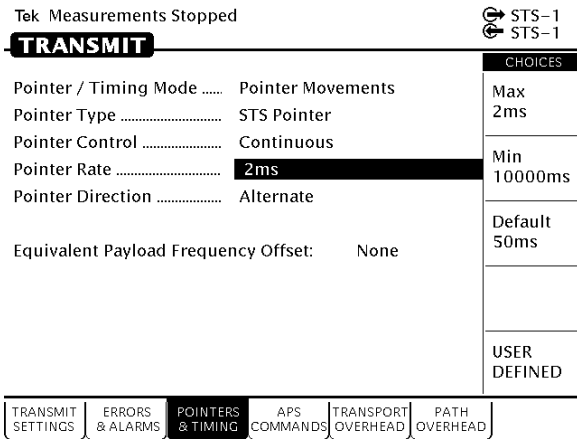 Tek Measurements Stopped
STS-1
STS-1
TRANSMIT
CHOICES
Pointer / Timing Mode ...... Pointer Movements
Pointer Type ............................ STS Pointer
Pointer Control ...................... Continuous
Pointer Rate ............................. 2ms
Pointer Direction .................. Alternate
Equivalent Payload Frequency Offset: None
Max
2ms
Min
10000ms
Default
50ms
USER
DEFINED
TRANSMIT
SETTINGS
ERRORS
& ALARMS
POINTERS
& TIMING
APS
COMMANDS
TRANSPORT
OVERHEAD
PATH
OVERHEAD